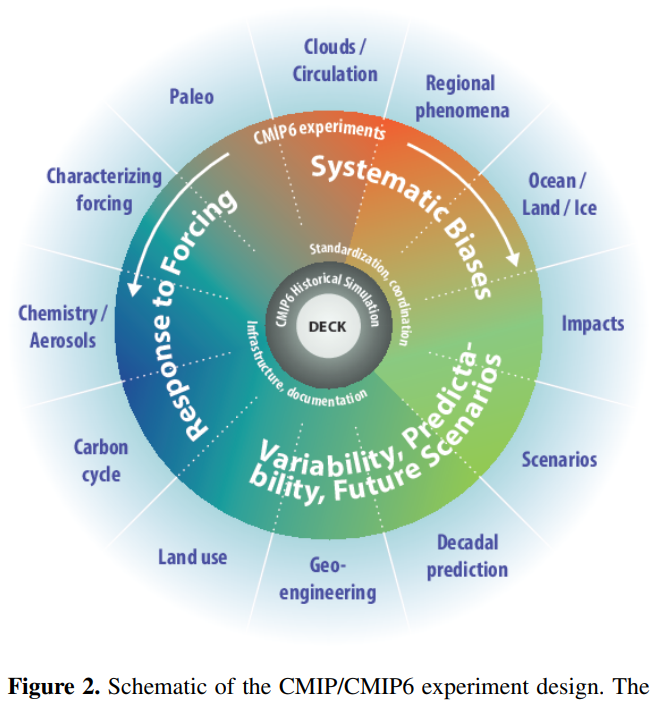 Clouds /
Circulation
Regional
phenomena
Paleo
CMIP6 experiments
Systematic Biases
Characterizing
forcing
Ocean /
Land / Ice
Response to Forcing
Standardization, coordination
CMIP6 Historical Simulation
DECK
Chemistry /
Aerosols
Impacts
Infrastructure, documentation
Variability, Predicta-
bility, Future Scenarios
Carbon
cycle
Scenarios
Land use
Geo-
engineering
Decadal
prediction
Figure 2. Schematic of the CMIP/CMIP6 experiment design. The